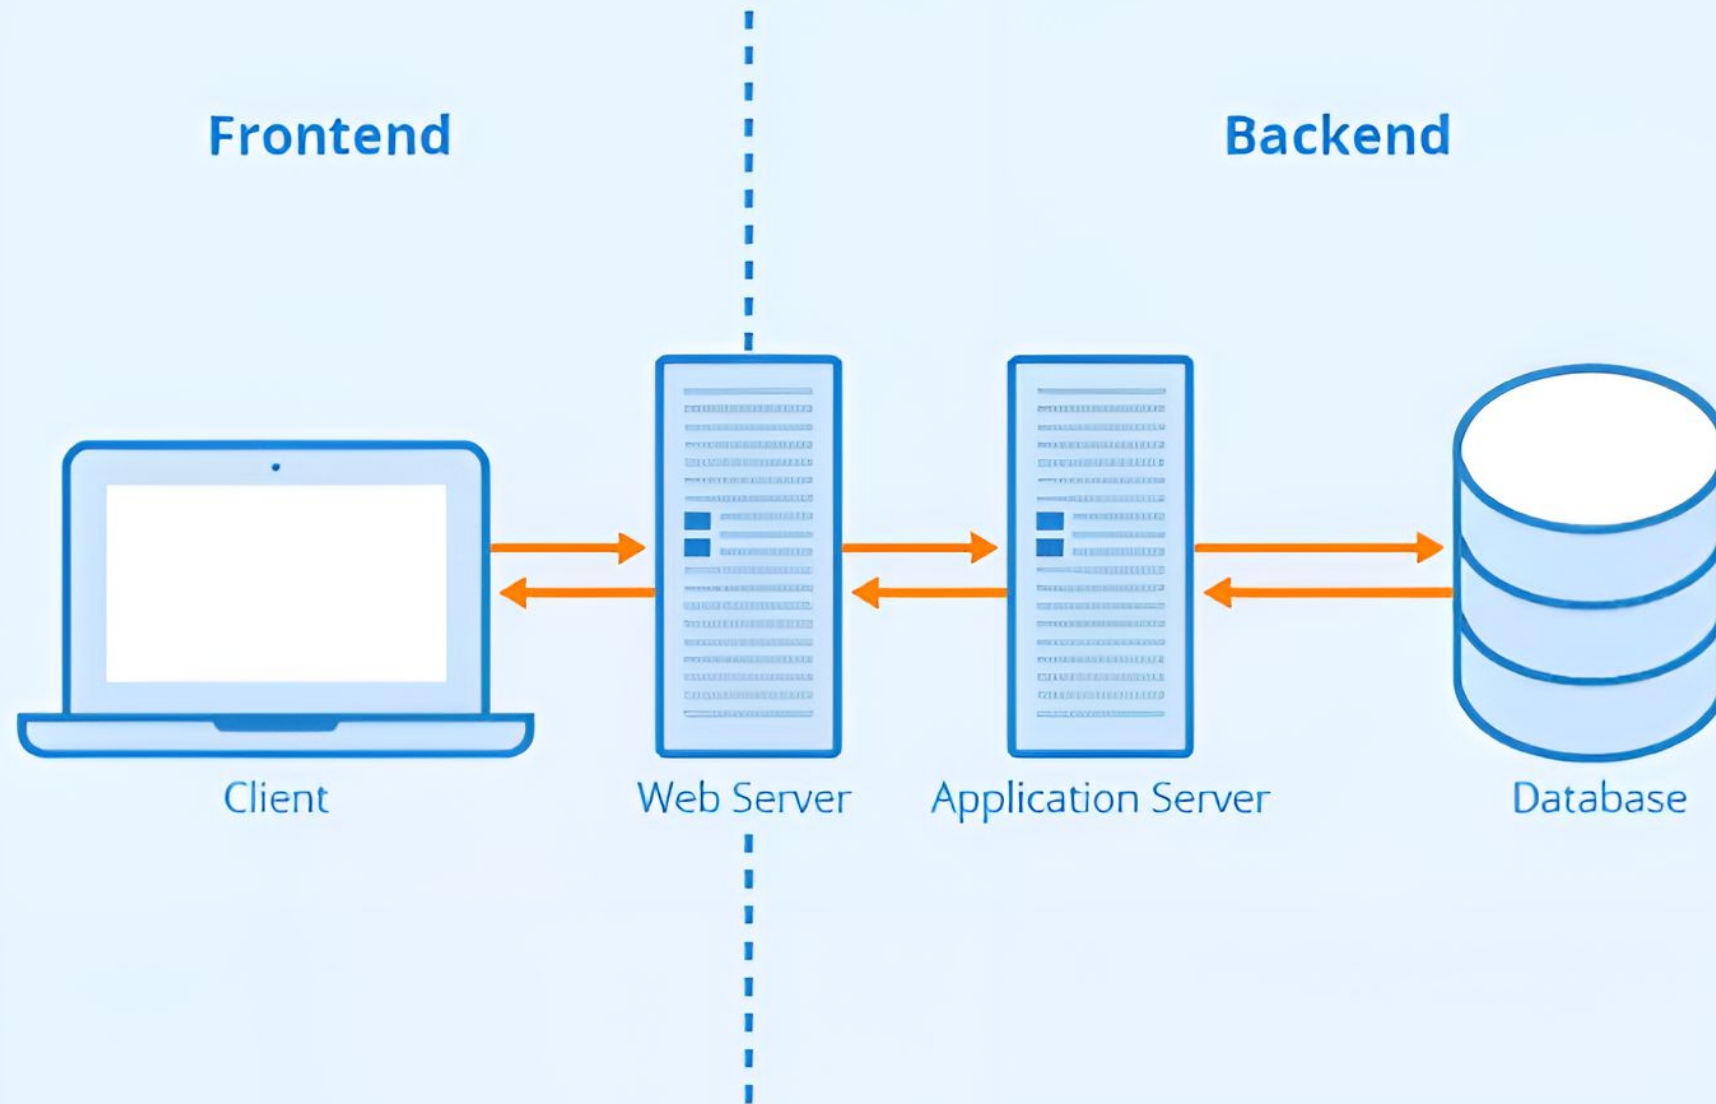 Frontend
Backend
Client
Web Server
Application Server
Database